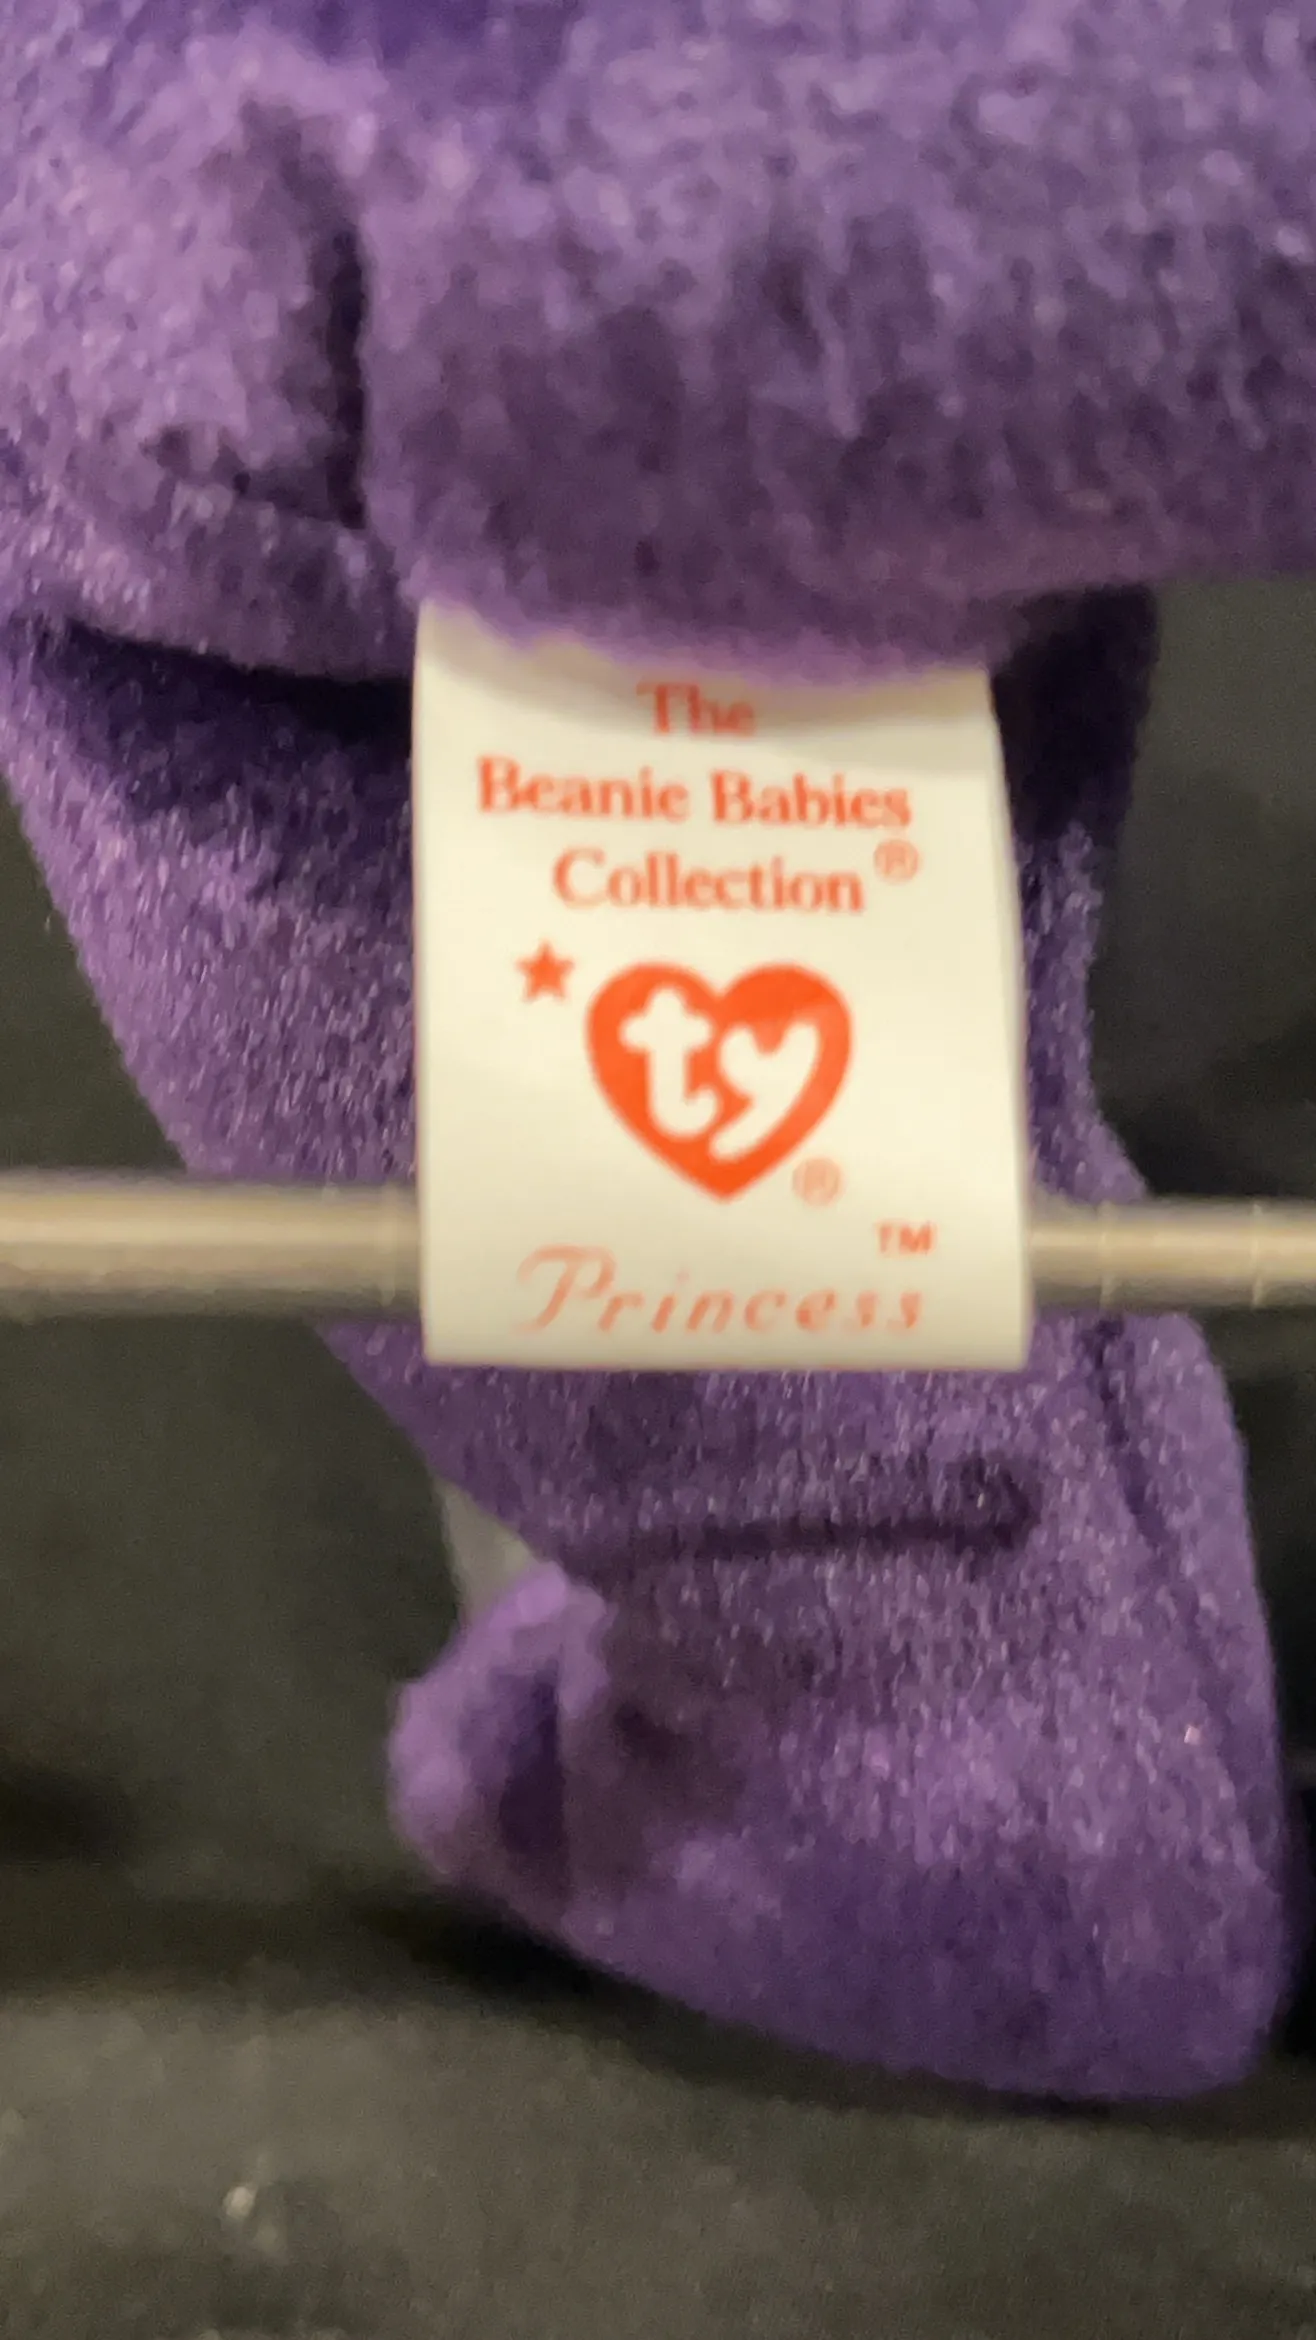 The
Beanie Babies
Collection®
ty®
Princess™